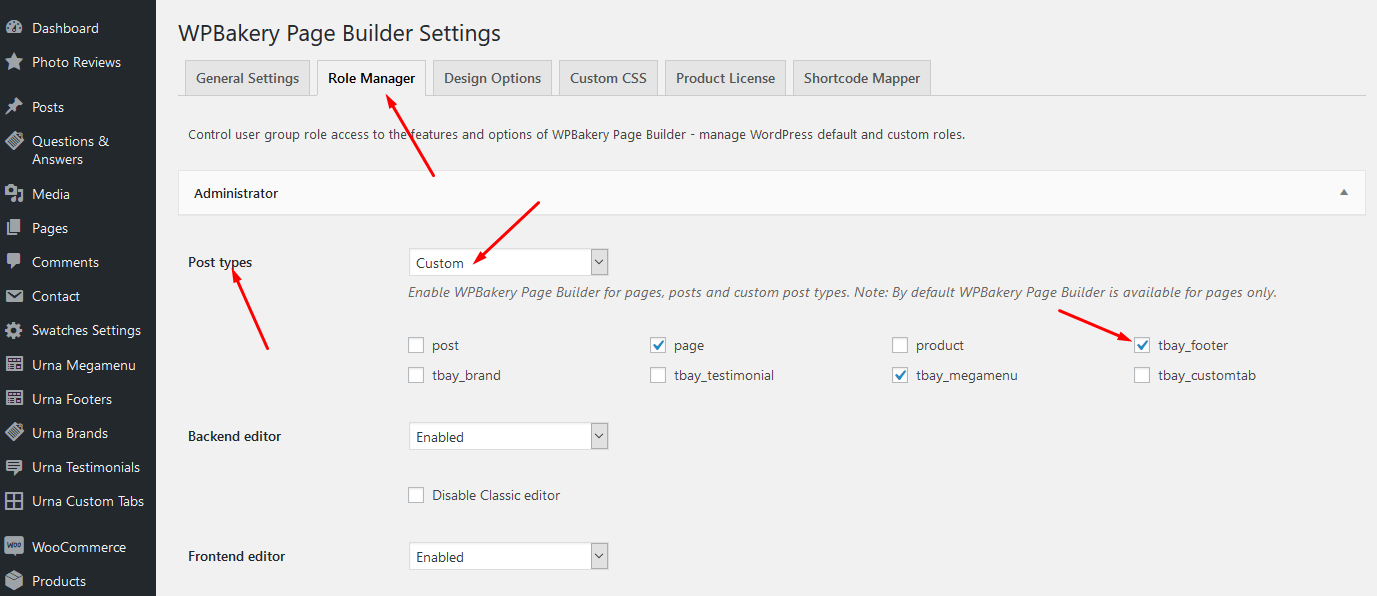 Dashboard
Photo Reviews
Posts
Questions &
Answers
Media
Pages
Comments
Contact
Swatches Settings
Urna Megamenu
Urna Footers
Urna Brands
Urna Testimonials
Urna Custom Tabs
Woo WooCommerce
Products
WPBakery Page Builder Settings
General Settings Role Manager Design Options Custom CSS Product License Shortcode Mapper
Control user group role access to the features and options of WPBakery Page Builder - manage WordPress default and custom roles.
Administrator
Post types Custom
Enable WPBakery Page Builder for pages, posts and custom post types. Note: By default WPBakery Page Builder is available for pages only.
post page product tbay_footer
tbay_brand tbay_testimonial tbay_megamenu tbay_customtab
Backend editor Enabled
Disable Classic editor
Frontend editor Enabled